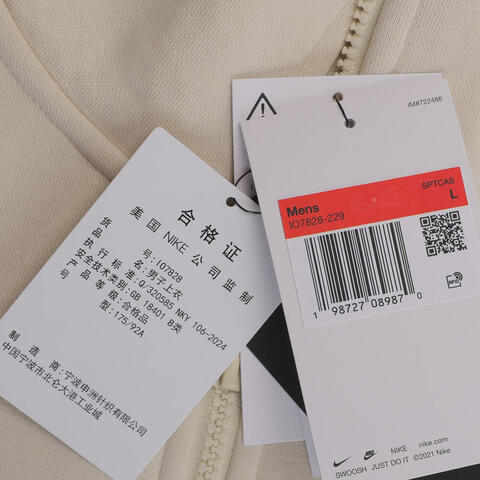 合格证
美国 NIKE 公司监制
货 号: IO7828
品 名: 男子上衣
执行标准: Q/320585 NKY 106-2024
安全技术类别: GB 18401 B类
产品等级: 合格品
型: 175/92A
制造商: 宁波申洲针织有限公司
中国宁波市北仑大港工业城
IM#722486
SPTCAS
Mens L
IO7828-229
1 98727 08987 0
RFID
NIKE nike.com
SWOOSH JUST DO IT ©2021 Nike